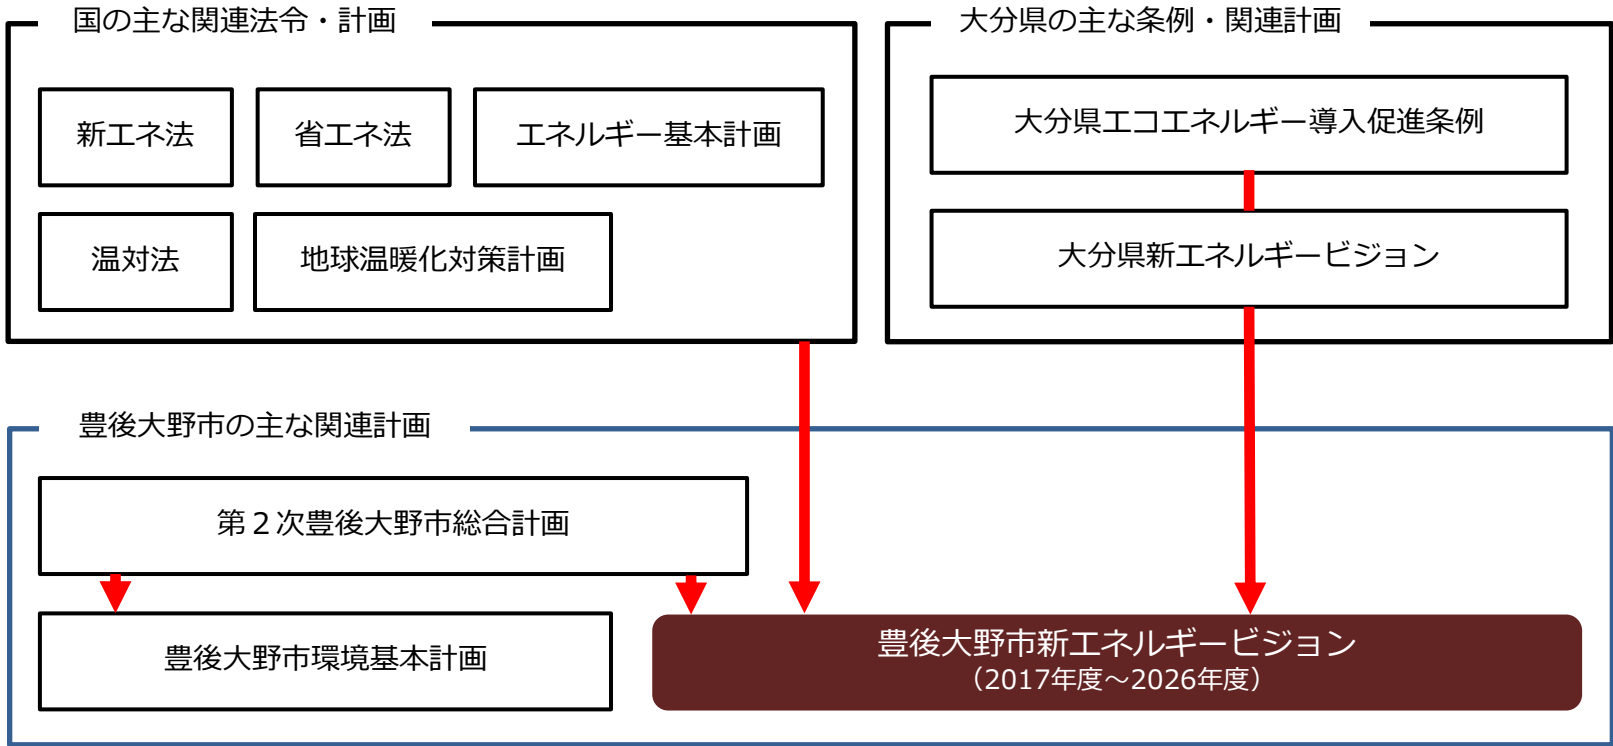 国の主な関連法令・計画
新エネ法
省エネ法
エネルギー基本計画
温対法
地球温暖化対策計画
大分県の主な条例・関連計画
大分県エコエネルギー導入促進条例
大分県新エネルギービジョン
豊後大野市の主な関連計画
第２次豊後大野市総合計画
豊後大野市環境基本計画
豊後大野市新エネルギービジョン
（2017年度～2026年度）